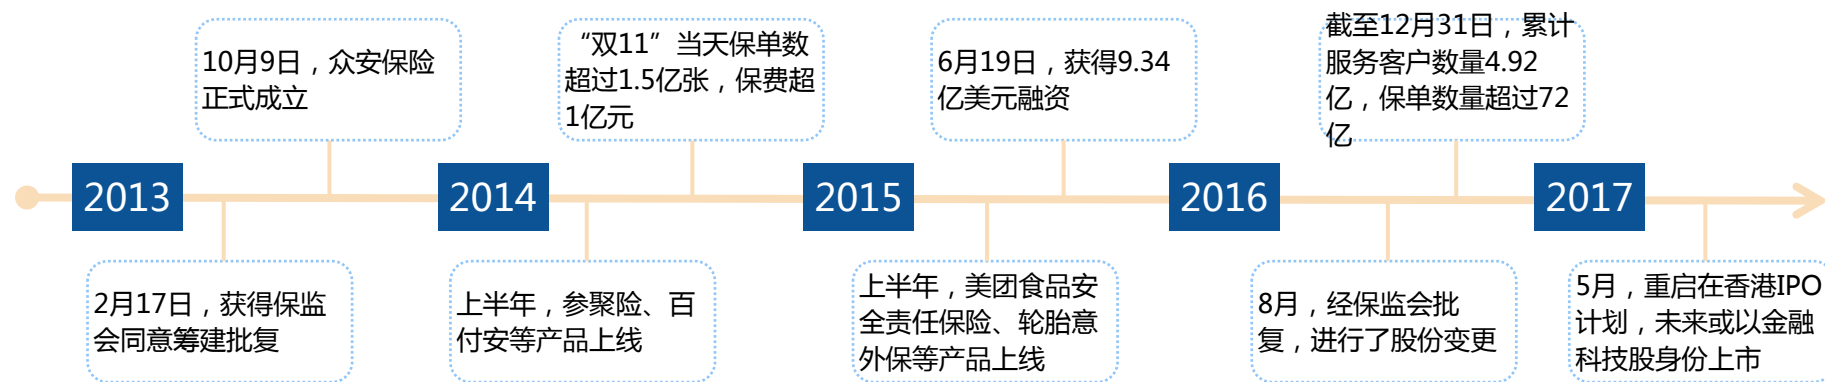 10月9日，众安保险
正式成立
“双11”当天保单数
超过1.5亿张，保费超
1亿元
6月19日，获得9.34
亿美元融资
截至12月31日，累计
服务客户数量4.92
亿，保单数量超过72
亿
2013
2014
2015
2016
2017
2月17日，获得保监
会同意筹建批复
上半年，参聚险、百
付安等产品上线
上半年，美团食品安
全责任保险、轮胎意
外保等产品上线
8月，经保监会批
复，进行了股份变更
5月，重启在香港IPO
计划，未来或以金融
科技股身份上市